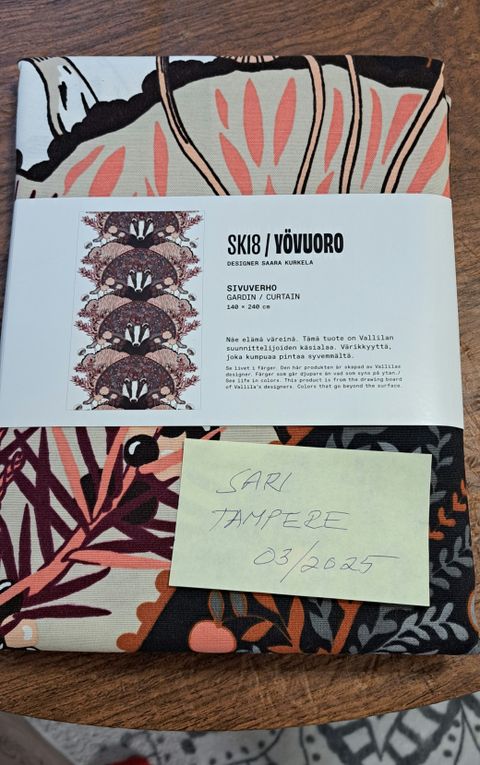 SK18 / YÖVUORO
DESIGNER SAARA KURKELA
SIVUVERHO
GARDIN / CURTAIN
140 × 240 cm
Näe elämä väreinä. Tämä tuote on Vallilan
suunnittelijoiden käsialaa. Värikkyyttä,
joka kumpuaa pintaa syvemmältä.
Se livet i färger. Den här produkten är skapad av Vallilas
designer. Färger som går djupare än vad som syns på ytan./
See life in colors. This product is from the drawing board
of Vallila's designers. Colors that go beyond the surface.
SARI
TAMPERE
03/2025